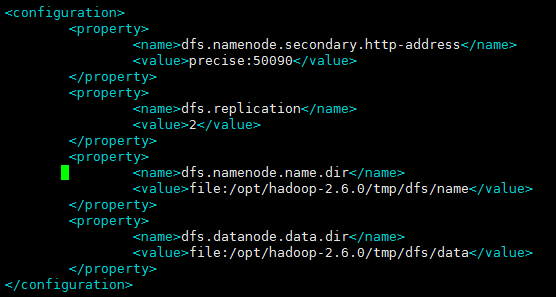 <configuration>
<property>
<name>dfs.namenode.secondary.http-address</name>
<value>precise:50090</value>
</property>
<property>
<name>dfs.replication</name>
<value>2</value>
</property>
<property>
<name>dfs.namenode.name.dir</name>
<value>file:/opt/hadoop-2.6.0/tmp/dfs/name</value>
</property>
<property>
<name>dfs.datanode.data.dir</name>
<value>file:/opt/hadoop-2.6.0/tmp/dfs/data</value>
</property>
</configuration>